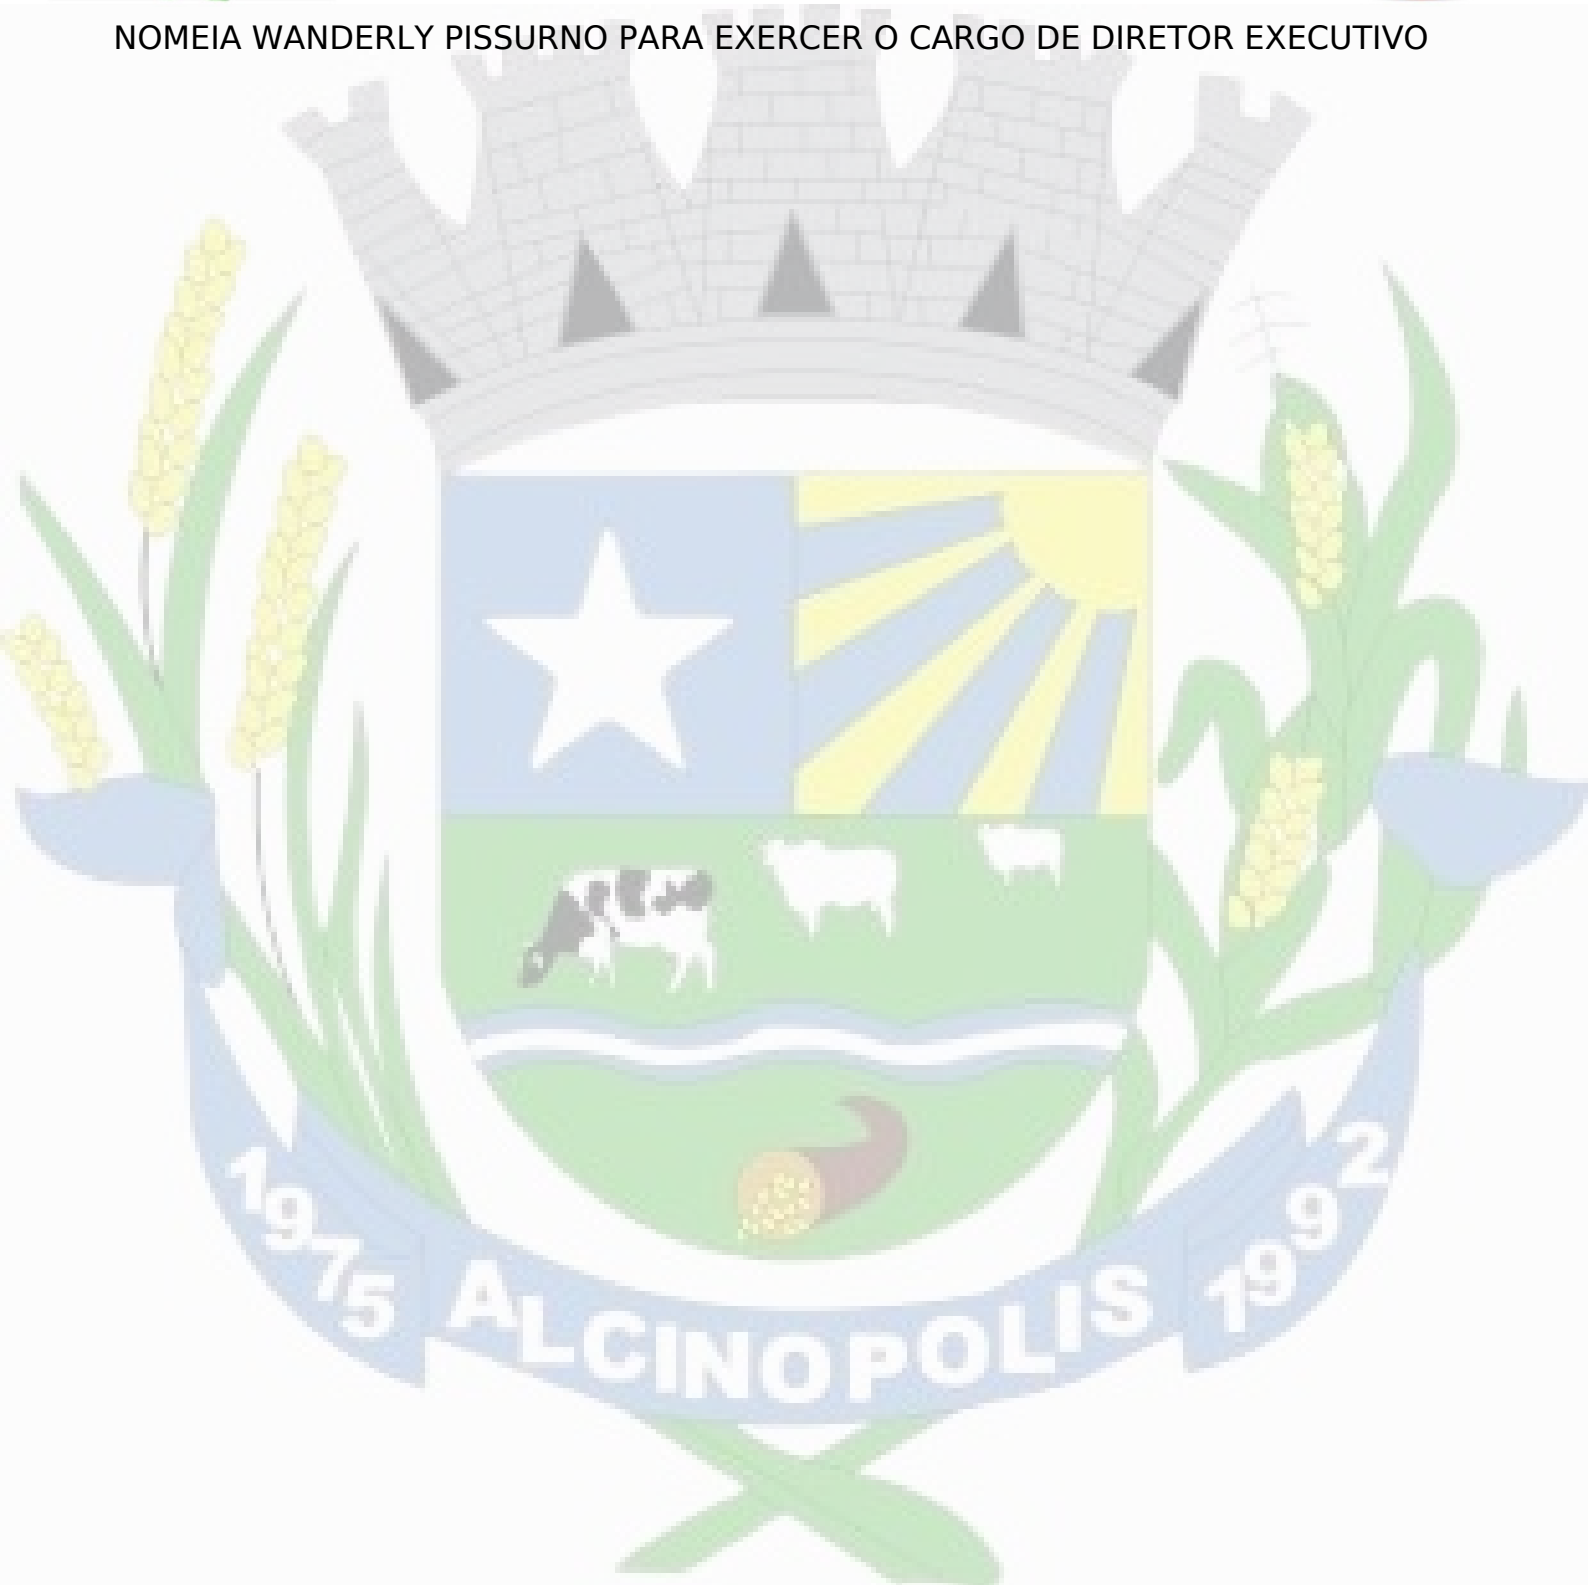 NOMEIA WANDERLY PISSURNO PARA EXERCER O CARGO DE DIRETOR EXECUTIVO
1975 ALCINOPOLIS 1992